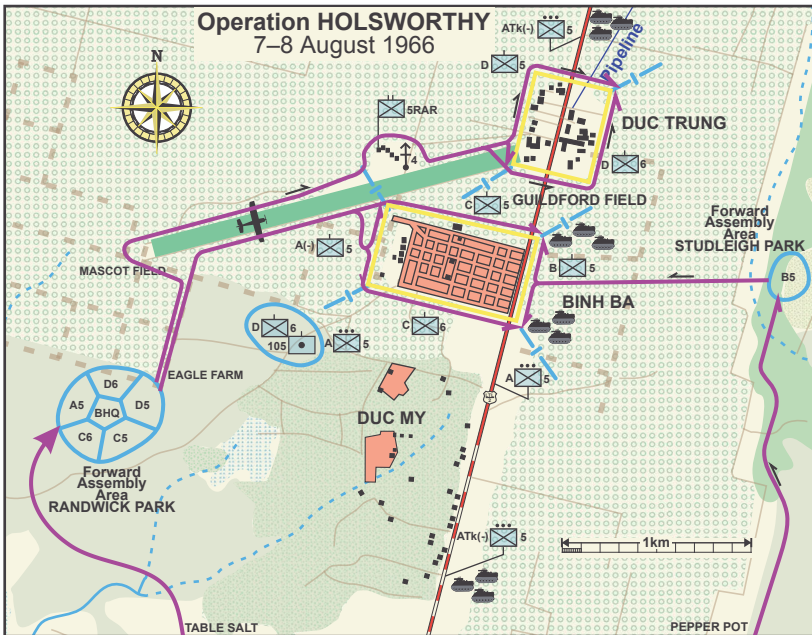 Operation HOLSWORTHY
7–8 August 1966
N
ATk(-) 5
Pipeline
D 5
5RAR
4
DUC TRUNG
D 6
GUILDFORD FIELD
C 5
A(-) 5
MASCOT FIELD
B 5
BINH BA
Forward
Assembly
Area
STUDLEIGH PARK
B5
D 6
105
A 5
C 6
EAGLE FARM
D6
A5
BHQ
D5
C6
C5
Forward
Assembly
Area
RANDWICK PARK
DUC MY
A 5
ATk(-) 5
1km
TABLE SALT
PEPPER POT